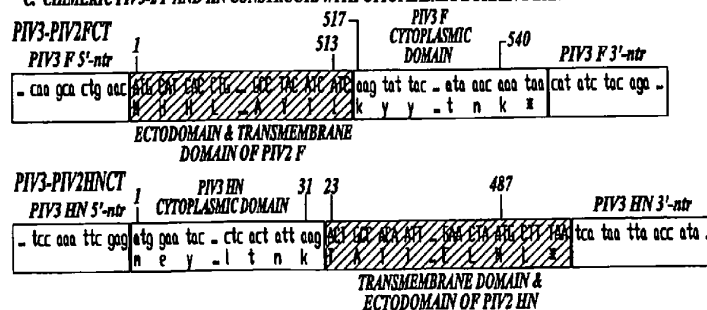 PIV3-PIV2FCT
517
PIV3 F
CYTOPLASMIC
DOMAIN
PIV3 F 5'-ntr
1
513
540
PIV3 F 3'-ntr
.. caa gca ctg aac ATG CAT CAC CTG .. GCC TAC ATC ATC aag tat tac .. ata aac aaa taa cat atc tac aga ..
M H H L .. A Y I I k y y .. t n k *
ECTODOMAIN & TRANSMEMBRANE
DOMAIN OF PIV2 F
PIV3-PIV2HNCT
1
PIV3 HN
CYTOPLASMIC DOMAIN
31
23
487
PIV3 HN 5'-ntr
PIV3 HN 3'-ntr
.. tcc aaa ttc gag atg gaa tac .. ctc act att aag ACT GCC ACA ATT .. GAA CTA ATG CTT TAA tca taa tta acc ata ..
m e y .. l t n k T A T I .. E L M L *
TRANSMEMBRANE DOMAIN &
ECTODOMAIN OF PIV2 HN